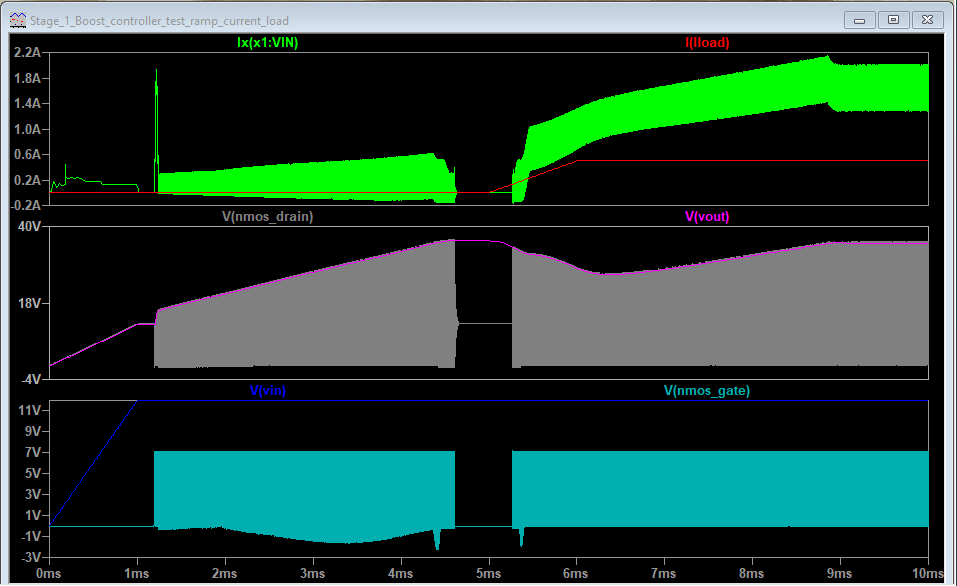 Stage_1_Boost_controller_test_ramp_current_load
Ix(x1:VIN) I(Iload)
2.2A
1.8A
1.4A
1.0A
0.6A
0.2A
-0.2A
V(nmos_drain) V(vout)
40V
18V
-4V
V(vin) V(nmos_gate)
11V
9V
7V
5V
3V
1V
-1V
-3V
0ms 1ms 2ms 3ms 4ms 5ms 6ms 7ms 8ms 9ms 10ms